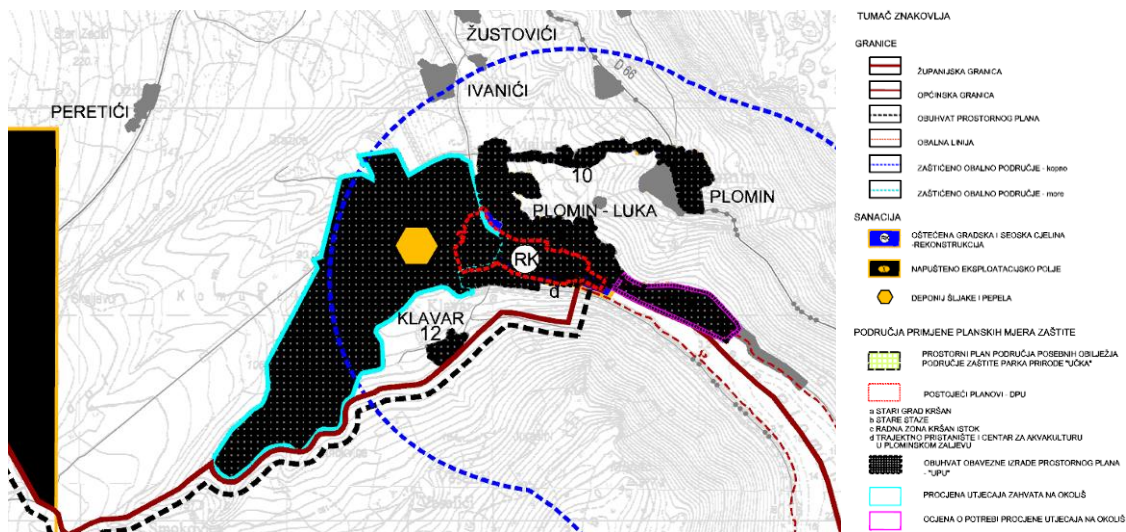 ŽUSTOVIĆI
IVANIĆI
PERETIĆI
D 66
10
PLOMIN
PLOMIN - LUKA
RK
d
KLAVAR
12
TUMAČ ZNAKOVLJA
GRANICE
ŽUPANIJSKA GRANICA
OPĆINSKA GRANICA
OBUHVAT PROSTORNOG PLANA
OBALNA LINIJA
ZAŠTIĆENO OBALNO PODRUČJE - kopno
ZAŠTIĆENO OBALNO PODRUČJE - more
SANACIJA
RK
OŠTEĆENA GRADSKA I SEOSKA CJELINA
-REKONSTRUKCIJA
NAPUŠTENO EKSPLOATACIJSKO POLJE
DEPONIJ ŠLJAKE I PEPELA
PODRUČJA PRIMJENE PLANSKIH MJERA ZAŠTITE
PROSTORNI PLAN PODRUČJA POSEBNIH OBILJEŽJA
PODRUČJE ZAŠTITE PARKA PRIRODE "UČKA"
POSTOJEĆI PLANOVI - DPU
a STARI GRAD KRŠAN
b STARE STAZE
c RADNA ZONA KRŠAN ISTOK
d TRAJEKTNO PRISTANIŠTE I CENTAR ZA AKVAKULTURU
U PLOMINSKOM ZALJEVU
OBUHVAT OBAVEZNE IZRADE PROSTORNOG PLANA
- "UPU"
PROCJENA UTJECAJA ZAHVATA NA OKOLIŠ
OCJENA O POTREBI PROCJENE UTJECAJA NA OKOLIŠ